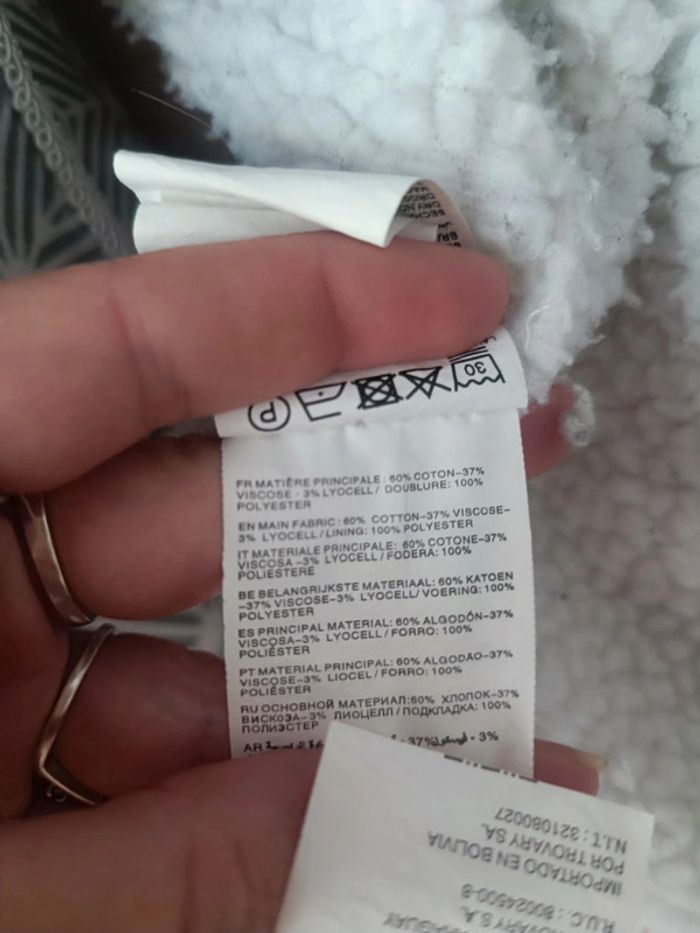 30
P
FR MATIÈRE PRINCIPALE : 60% COTON-37%
VISCOSE - 3% LYOCELL / DOUBLURE: 100%
POLYESTER
EN MAIN FABRIC: 60% COTTON-37% VISCOSE-
3% LYOCELL/LINING: 100% POLYESTER
IT MATERIALE PRINCIPALE: 60% COTONE-37%
VISCOSA -3% LYOCELL/FODERA: 100%
POLIESTERE
BE BELANGRIJKSTE MATERIAAL: 60% KATOEN
-37% VISCOSE-3% LYOCELL/VOERING: 100%
POLYESTER
ES PRINCIPAL MATERIAL: 60% ALGODÓN-37%
VISCOSA-3% LYOCELL/FORRO: 100%
POLIÉSTER
PT MATERIAL PRINCIPAL: 60% ALGODÃO-37%
VISCOSE-3% LIOCEL/FORRO: 100%
POLIÉSTER
RU ОСНОВНОЙ МАТЕРИАЛ:60% ХЛОПОК-37%
ВИСКОЗА-3% ЛИОЦЕЛЛ/ПОДКЛАДКА: 100%
ПОЛИЭСТЕР
AR 37% - 3%
R.U.C.: 80024500-8
IMPORTADO EN BOLIVIA
POR TROVARY SA.
N.I.T.: 321080027